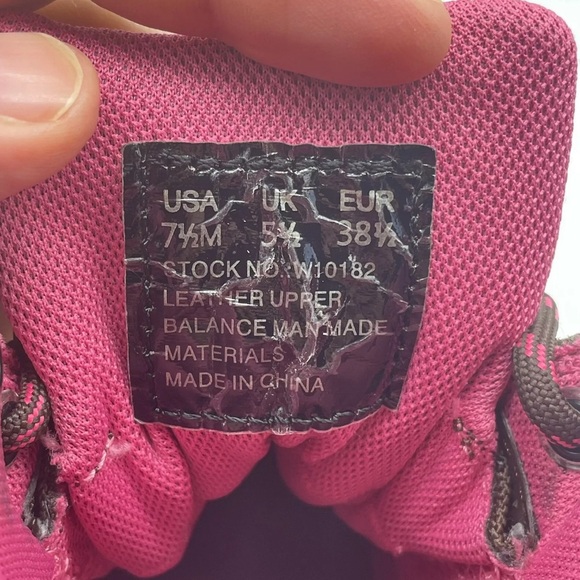 USA UK EUR
7½M 5½ 38½
STOCK NO.:W10182
LEATHER UPPER
BALANCE MAN MADE
MATERIALS
MADE IN CHINA